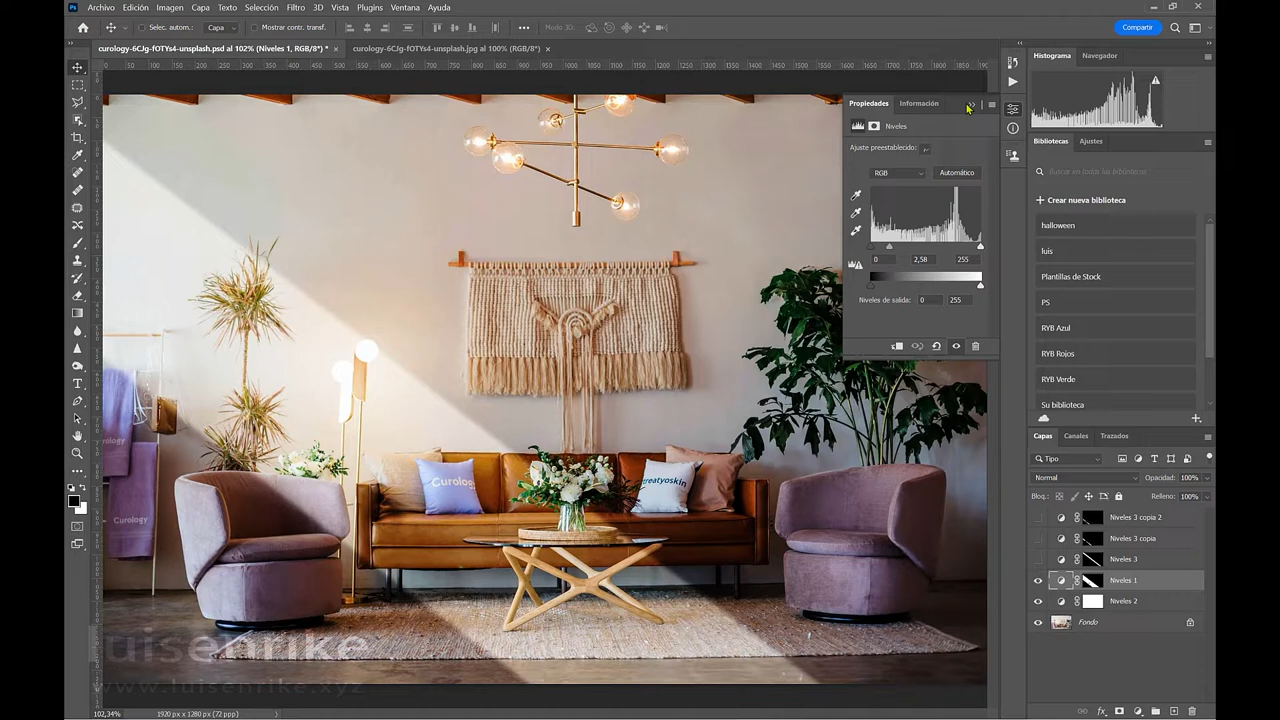 Ps Archivo Edición Imagen Capa Texto Selección Filtro 3D Vista Plugins Ventana Ayuda
Selec. autom.: Capa Mostrar contr. transf. ••• Modo 3D: Compartir
curology-6CJg-fOTYs4-unsplash.psd al 102% (Niveles 1, RGB/8*) * × curology-6CJg-fOTYs4-unsplash.jpg al 100% (RGB/8*) ×
Histograma Navegador
Propiedades Información
Niveles
Ajuste preestablecido:
RGB Automático
0 2,58 255
Niveles de salida: 0 255
Bibliotecas Ajustes
Buscar en todas las bibliotecas
+ Crear nueva biblioteca
halloween
luis
Plantillas de Stock
PS
RYB Azul
RYB Rojos
RYB Verde
Su biblioteca
Capas Canales Trazados
Tipo
Normal Opacidad: 100%
Bloq.: Relleno: 100%
Niveles 3 copia 2
Niveles 3 copia
Niveles 3
Niveles 1
Niveles 2
Fondo
Curology
Curology
greatyoskin
luisenrike
www.luisenrike.xyz
102,34% 1920 px x 1280 px (72 ppp)